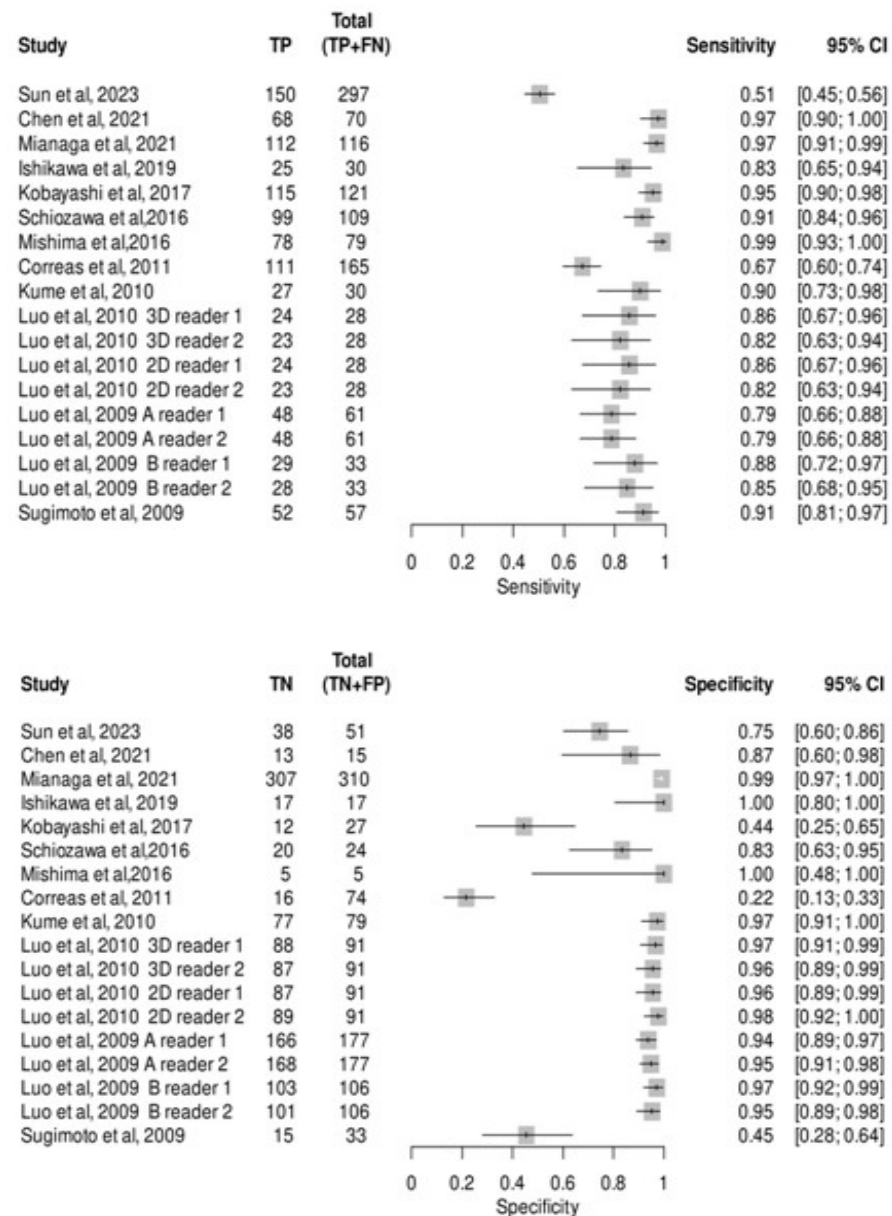 Total
Study TP (TP+FN) Sensitivity 95% CI
Sun et al, 2023 150 297 0.51 [0.45; 0.56]
Chen et al, 2021 68 70 0.97 [0.90; 1.00]
Mianaga et al, 2021 112 116 0.97 [0.91; 0.99]
Ishikawa et al, 2019 25 30 0.83 [0.65; 0.94]
Kobayashi et al, 2017 115 121 0.95 [0.90; 0.98]
Schiozawa et al,2016 99 109 0.91 [0.84; 0.96]
Mishima et al,2016 78 79 0.99 [0.93; 1.00]
Correas et al, 2011 111 165 0.67 [0.60; 0.74]
Kume et al, 2010 27 30 0.90 [0.73; 0.98]
Luo et al, 2010 3D reader 1 24 28 0.86 [0.67; 0.96]
Luo et al, 2010 3D reader 2 23 28 0.82 [0.63; 0.94]
Luo et al, 2010 2D reader 1 24 28 0.86 [0.67; 0.96]
Luo et al, 2010 2D reader 2 23 28 0.82 [0.63; 0.94]
Luo et al, 2009 A reader 1 48 61 0.79 [0.66; 0.88]
Luo et al, 2009 A reader 2 48 61 0.79 [0.66; 0.88]
Luo et al, 2009 B reader 1 29 33 0.88 [0.72; 0.97]
Luo et al, 2009 B reader 2 28 33 0.85 [0.68; 0.95]
Sugimoto et al, 2009 52 57 0.91 [0.81; 0.97]
0 0.2 0.4 0.6 0.8 1
Sensitivity
Total
Study TN (TN+FP) Specificity 95% CI
Sun et al, 2023 38 51 0.75 [0.60; 0.86]
Chen et al, 2021 13 15 0.87 [0.60; 0.98]
Mianaga et al, 2021 307 310 0.99 [0.97; 1.00]
Ishikawa et al, 2019 17 17 1.00 [0.80; 1.00]
Kobayashi et al, 2017 12 27 0.44 [0.25; 0.65]
Schiozawa et al,2016 20 24 0.83 [0.63; 0.95]
Mishima et al,2016 5 5 1.00 [0.48; 1.00]
Correas et al, 2011 16 74 0.22 [0.13; 0.33]
Kume et al, 2010 77 79 0.97 [0.91; 1.00]
Luo et al, 2010 3D reader 1 88 91 0.97 [0.91; 0.99]
Luo et al, 2010 3D reader 2 87 91 0.96 [0.89; 0.99]
Luo et al, 2010 2D reader 1 87 91 0.96 [0.89; 0.99]
Luo et al, 2010 2D reader 2 89 91 0.98 [0.92; 1.00]
Luo et al, 2009 A reader 1 166 177 0.94 [0.89; 0.97]
Luo et al, 2009 A reader 2 168 177 0.95 [0.91; 0.98]
Luo et al, 2009 B reader 1 103 106 0.97 [0.92; 0.99]
Luo et al, 2009 B reader 2 101 106 0.95 [0.89; 0.98]
Sugimoto et al, 2009 15 33 0.45 [0.28; 0.64]
0 0.2 0.4 0.6 0.8 1
Specificity